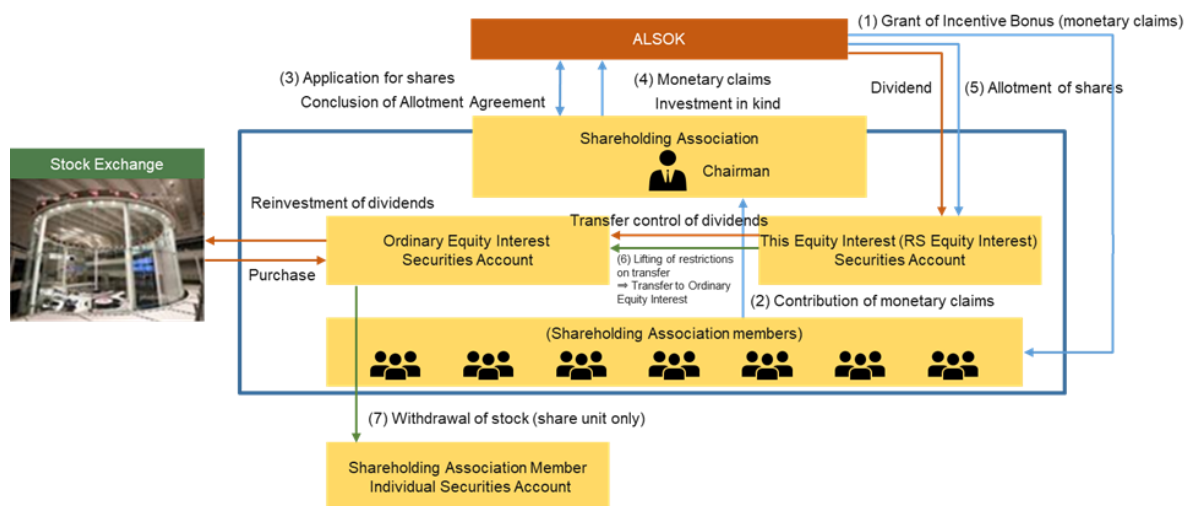 (1) Grant of Incentive Bonus (monetary claims)
ALSOK
(3) Application for shares
Conclusion of Allotment Agreement
(4) Monetary claims
Investment in kind
Dividend
(5) Allotment of shares
Shareholding Association
Chairman
Stock Exchange
Reinvestment of dividends
Transfer control of dividends
Ordinary Equity Interest
Securities Account
This Equity Interest (RS Equity Interest)
Securities Account
Purchase
(6) Lifting of restrictions
on transfer
⇒ Transfer to Ordinary
Equity Interest
(2) Contribution of monetary claims
(Shareholding Association members)
(7) Withdrawal of stock (share unit only)
Shareholding Association Member
Individual Securities Account